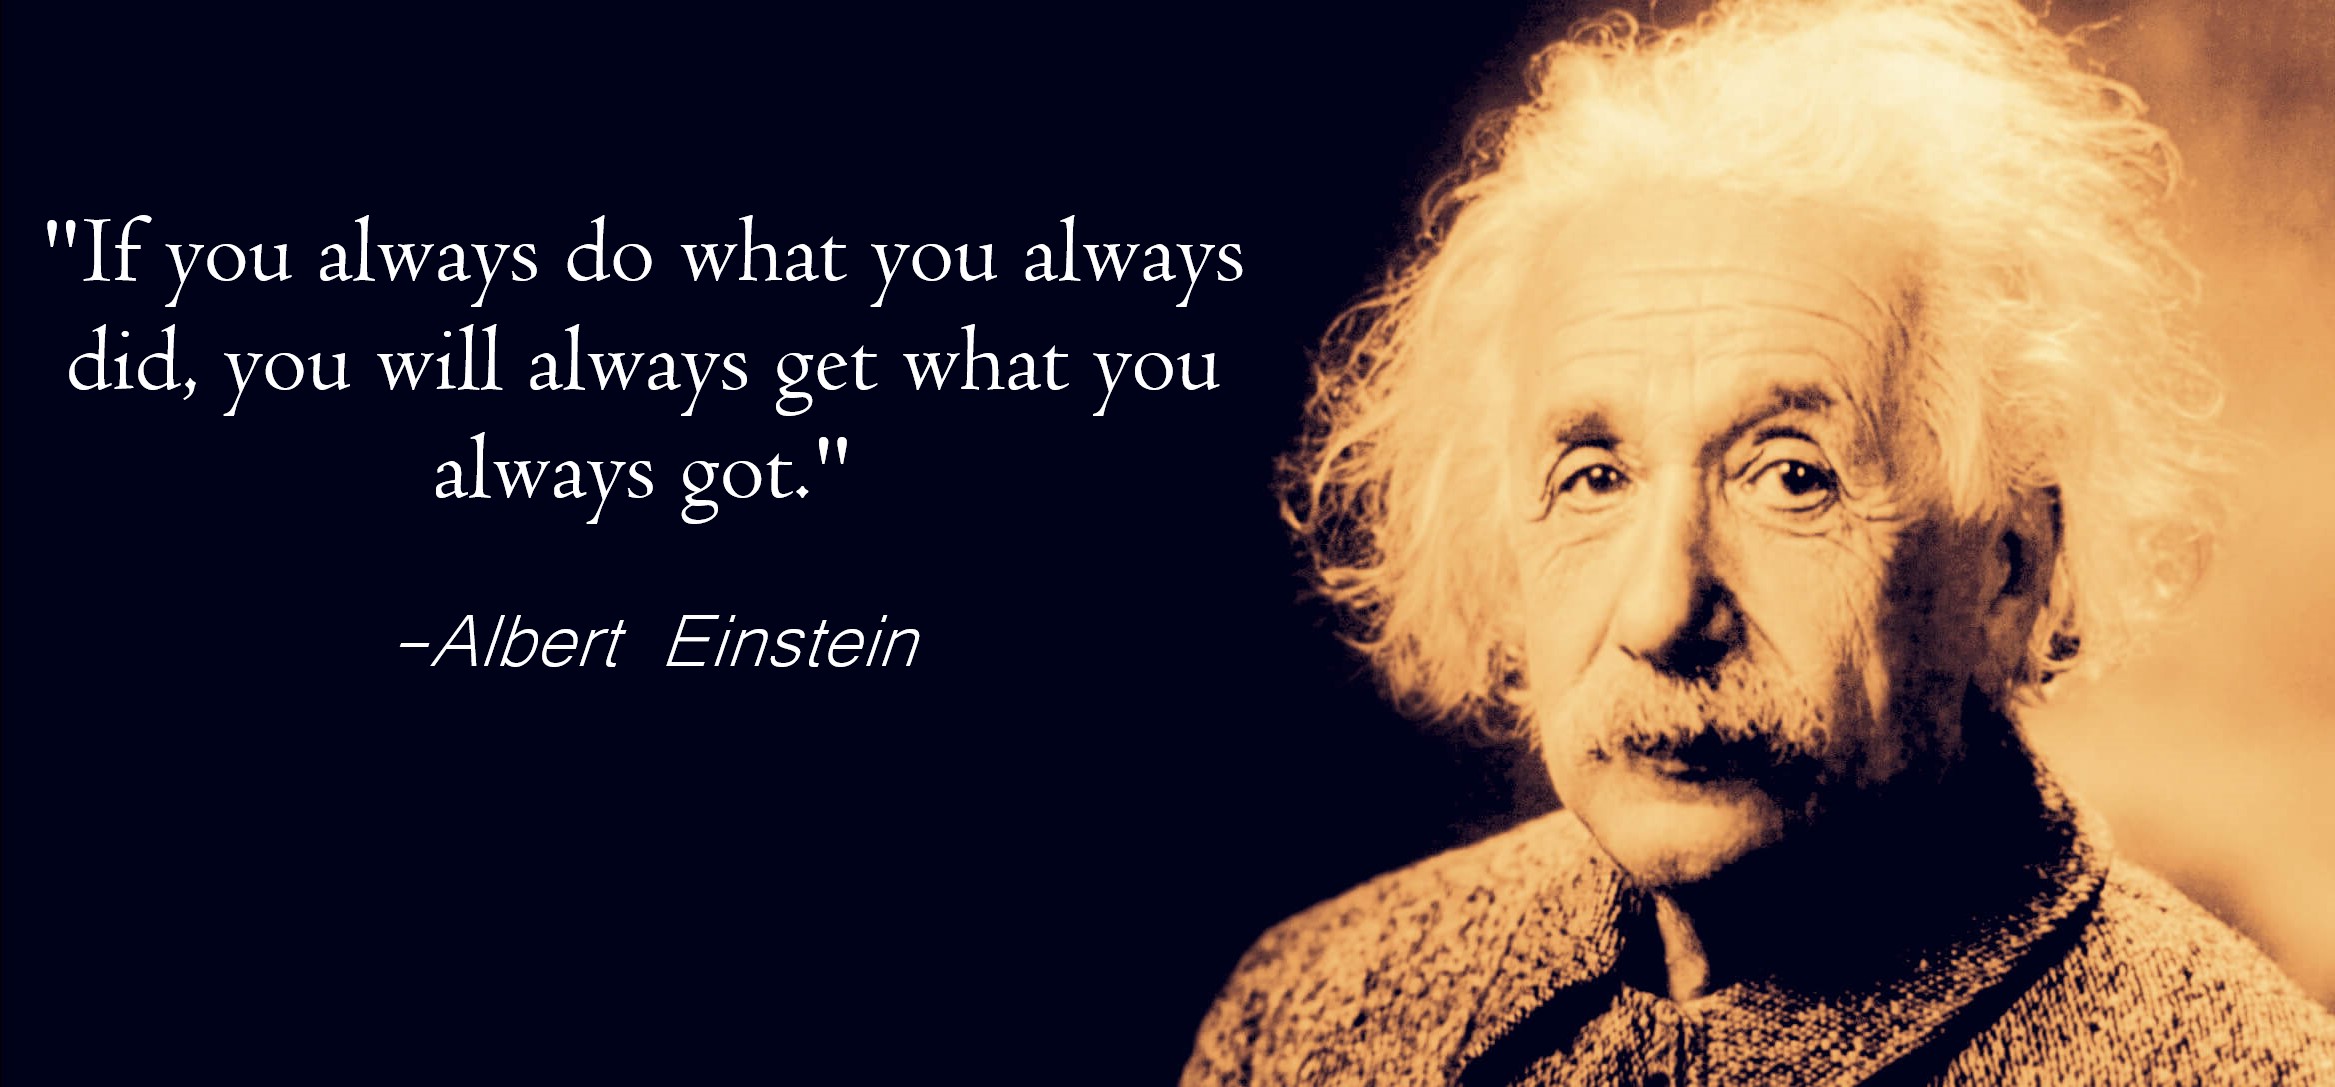 "If you always do what you always
did, you will always get what you
always got."
-Albert Einstein